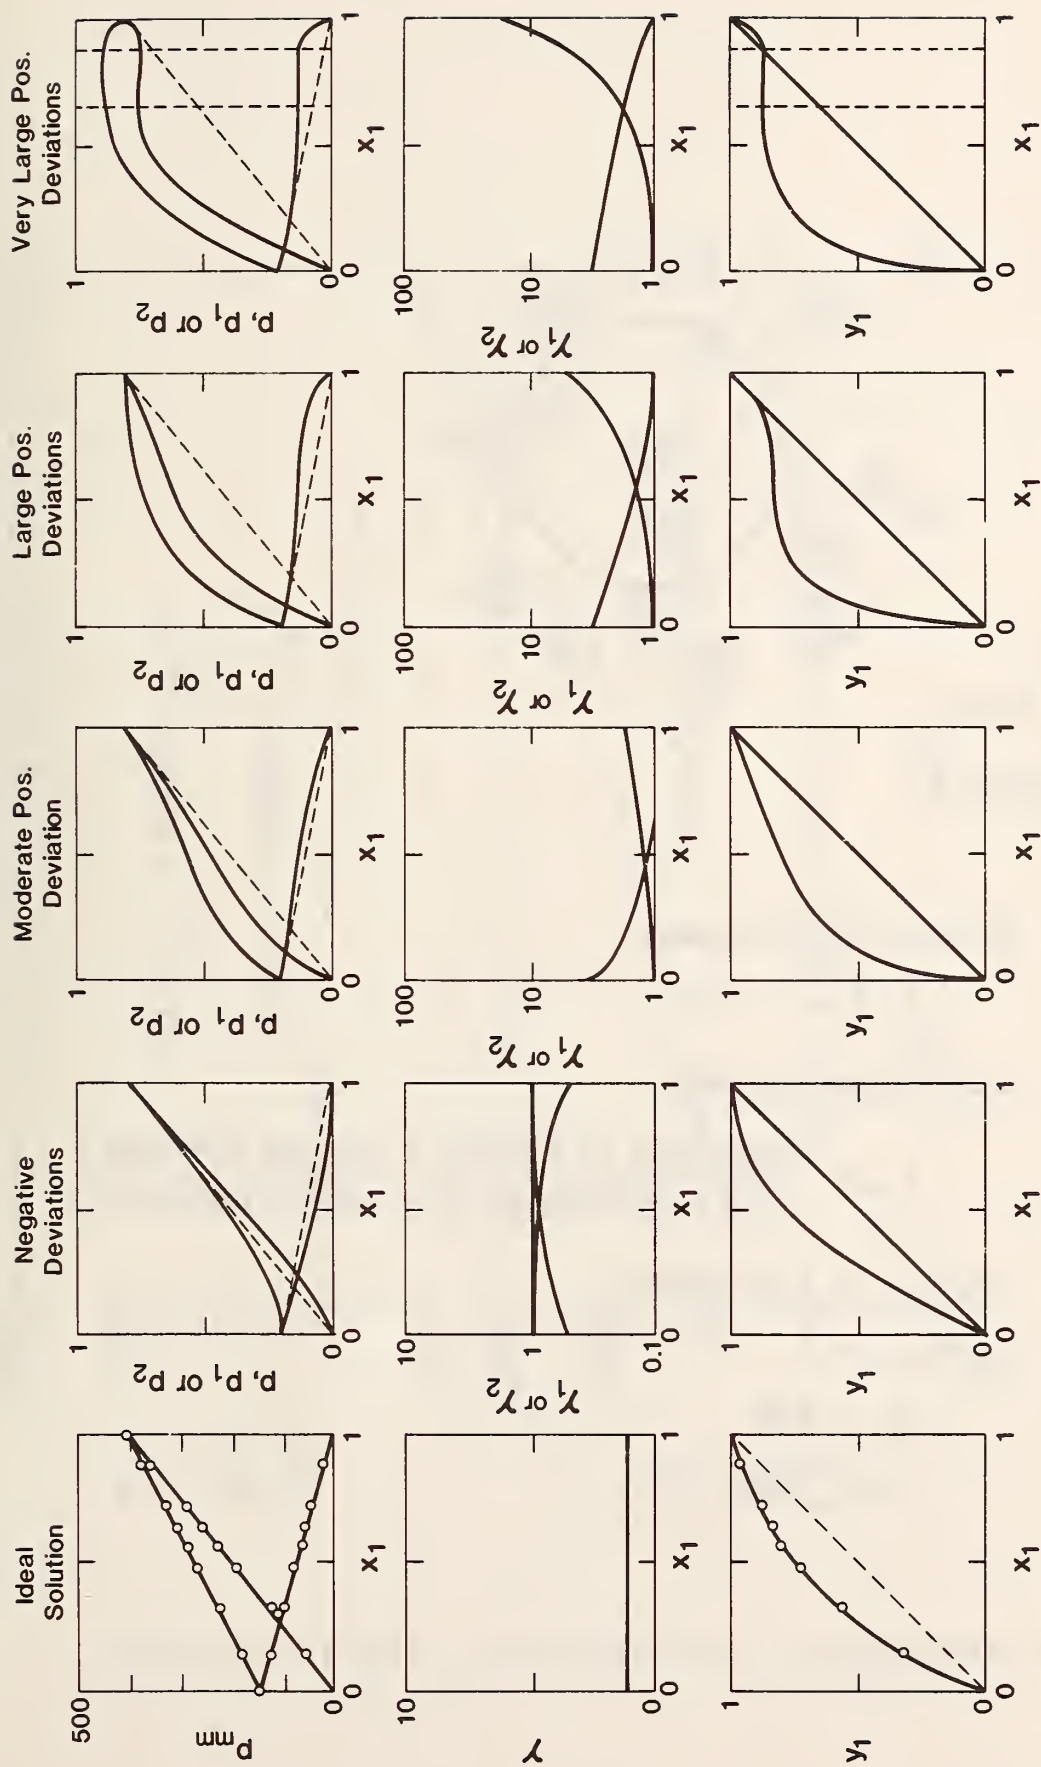 Ideal
Solution
Negative
Deviations
Moderate Pos.
Deviation
Large Pos.
Deviations
Very Large Pos.
Deviations
500
Pmm
0
0 x₁ 1
1
p, p₁ or p₂
0
0 x₁ 1
1
p, p₁ or p₂
0
0 x₁ 1
1
p, p₁ or p₂
0
0 x₁ 1
1
p, p₁ or p₂
0
0 x₁ 1
10
1
γ
0
0 x₁ 1
10
1
γ₁ or γ₂
0.1
0 x₁ 1
100
10
γ₁ or γ₂
1
0 x₁ 1
100
10
γ₁ or γ₂
1
0 x₁ 1
100
10
γ₁ or γ₂
1
0 x₁ 1
1
y₁
0
0 x₁ 1
1
y₁
0
0 x₁ 1
1
y₁
0
0 x₁ 1
1
y₁
0
0 x₁ 1
1
y₁
0
0 x₁ 1